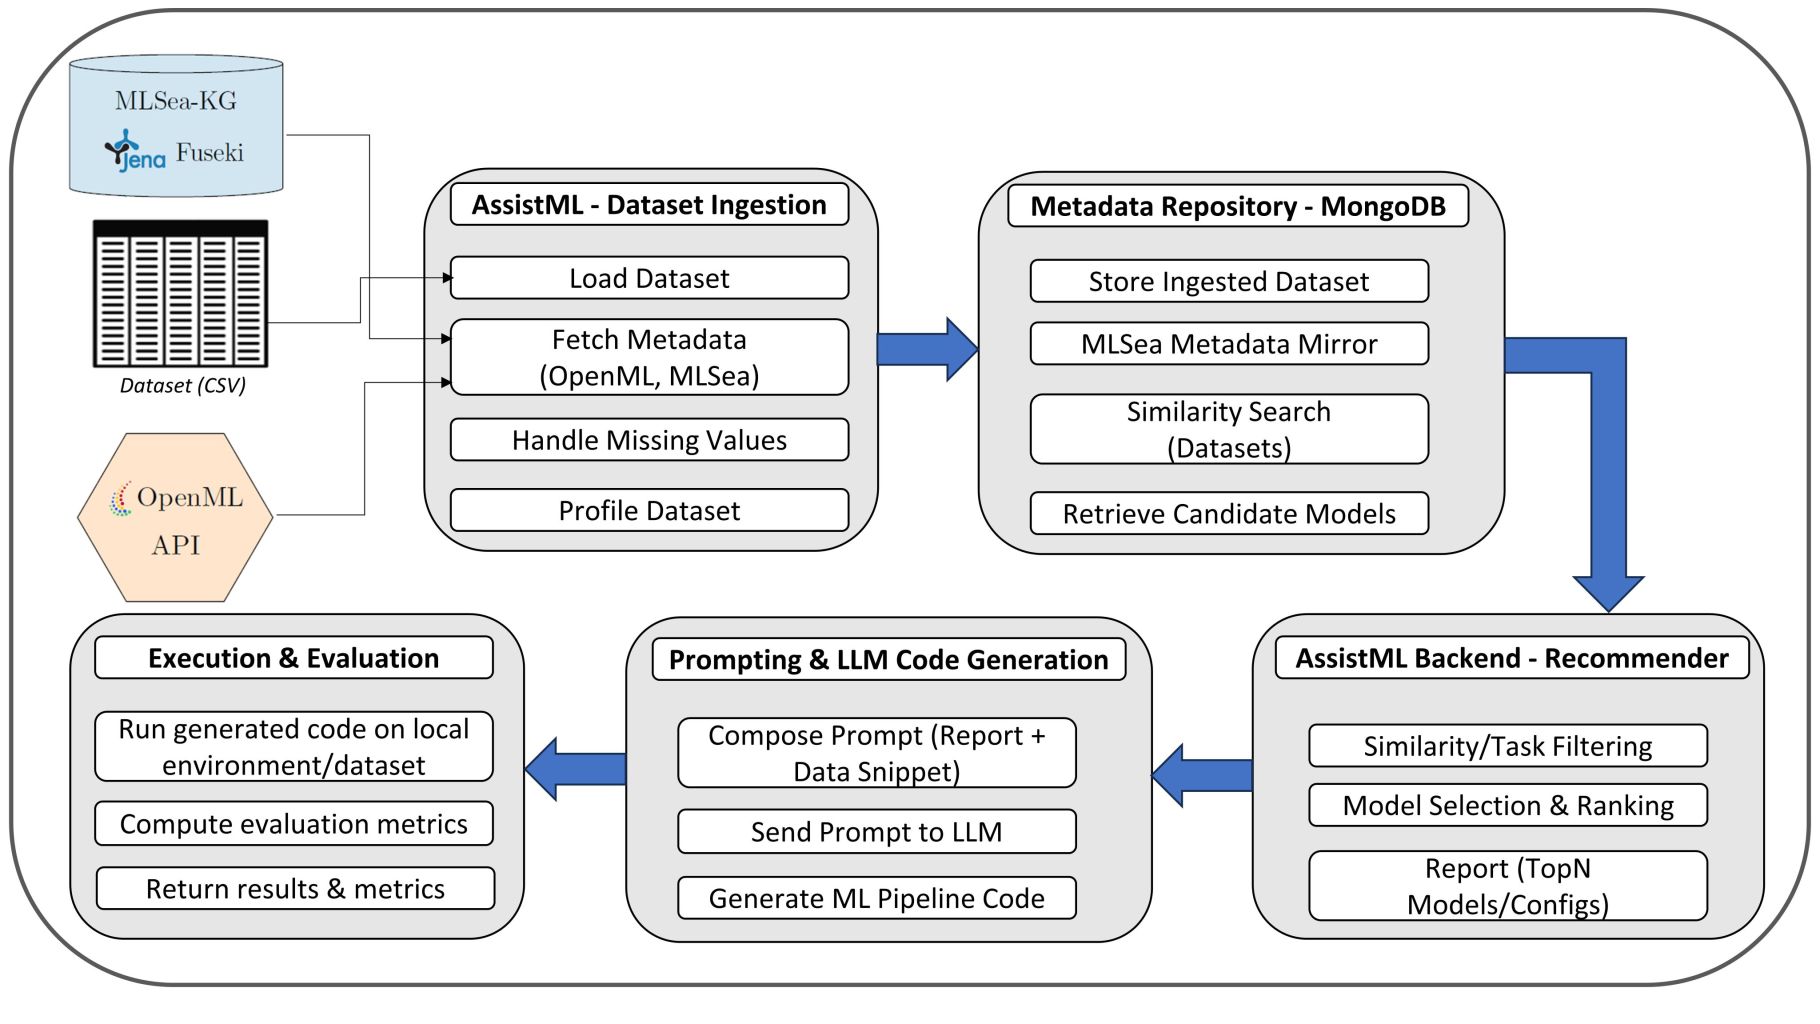 MLSea-KG
jena Fuseki
Dataset (CSV)
OpenML
API
AssistML - Dataset Ingestion
Load Dataset
Fetch Metadata
(OpenML, MLSea)
Handle Missing Values
Profile Dataset
Metadata Repository - MongoDB
Store Ingested Dataset
MLSea Metadata Mirror
Similarity Search
(Datasets)
Retrieve Candidate Models
AssistML Backend - Recommender
Similarity/Task Filtering
Model Selection & Ranking
Report (TopN
Models/Configs)
Prompting & LLM Code Generation
Compose Prompt (Report +
Data Snippet)
Send Prompt to LLM
Generate ML Pipeline Code
Execution & Evaluation
Run generated code on local
environment/dataset
Compute evaluation metrics
Return results & metrics